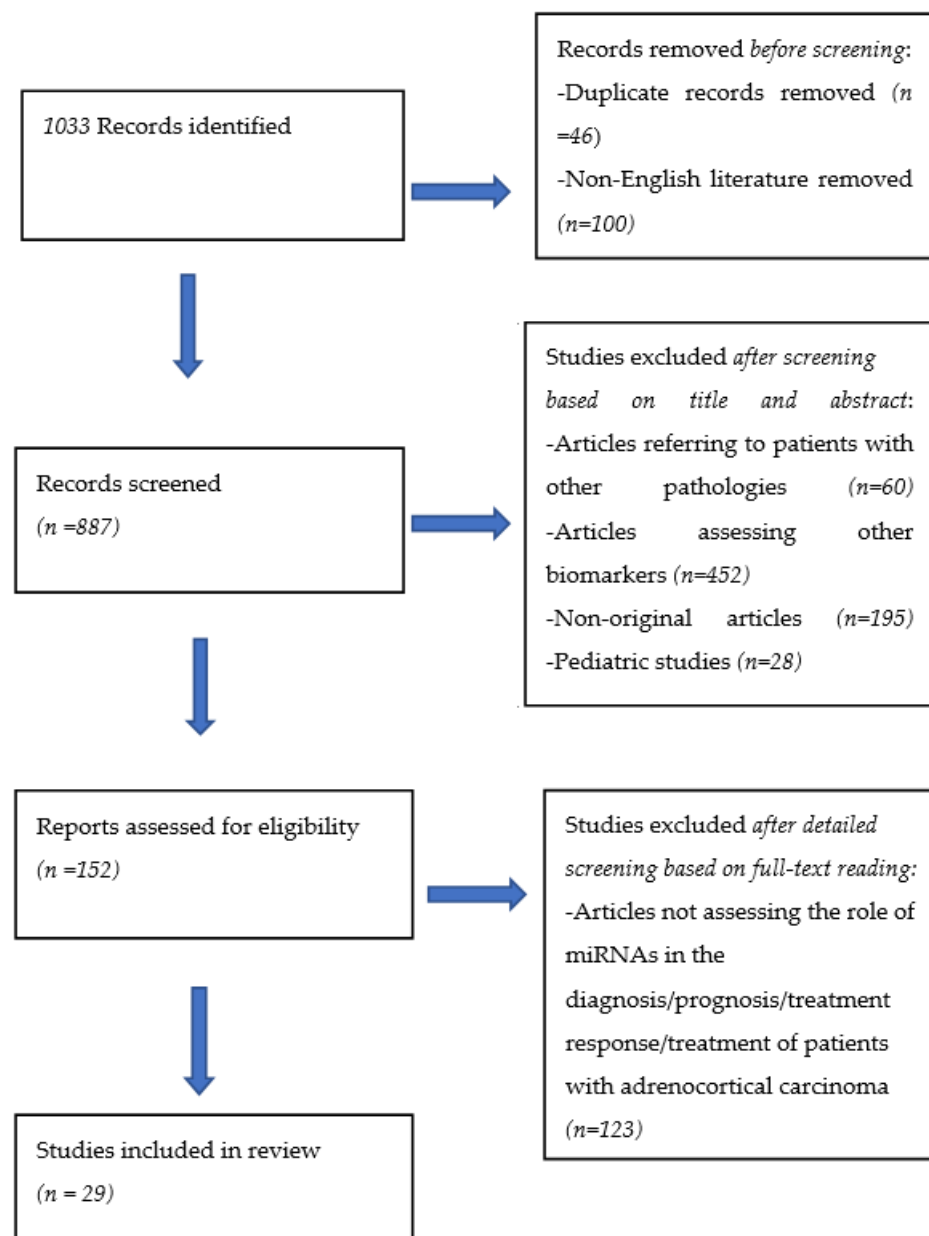 1033 Records identified
Records removed before screening:
-Duplicate records removed (n
=46)
-Non-English literature removed
(n=100)
Records screened
(n =887)
Studies excluded after screening
based on title and abstract:
-Articles referring to patients with
other pathologies (n=60)
-Articles assessing other
biomarkers (n=452)
-Non-original articles (n=195)
-Pediatric studies (n=28)
Reports assessed for eligibility
(n =152)
Studies excluded after detailed
screening based on full-text reading:
-Articles not assessing the role of
miRNAs in the
diagnosis/prognosis/treatment
response/treatment of patients
with adrenocortical carcinoma
(n=123)
Studies included in review
(n = 29)